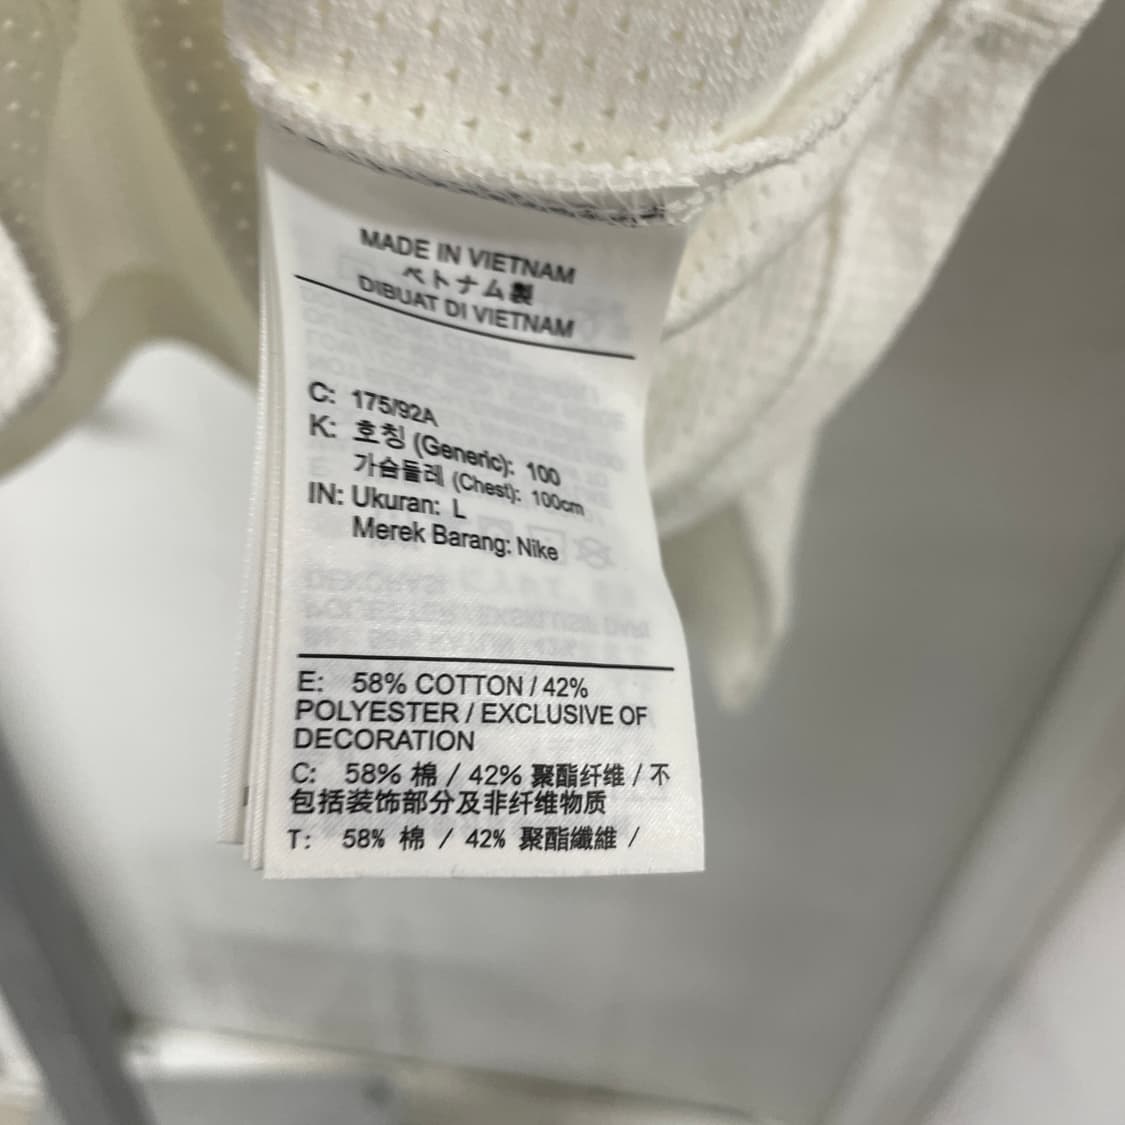 MADE IN VIETNAM
ベトナム製
DIBUAT DI VIETNAM
C: 175/92A
K: 호칭 (Generic): 100
가슴둘레 (Chest): 100cm
IN: Ukuran: L
Merek Barang: Nike
E: 58% COTTON / 42%
POLYESTER / EXCLUSIVE OF
DECORATION
C: 58% 棉 / 42% 聚酯纤维 / 不
包括装饰部分及非纤维物质
T: 58% 棉 / 42% 聚酯纖維 /